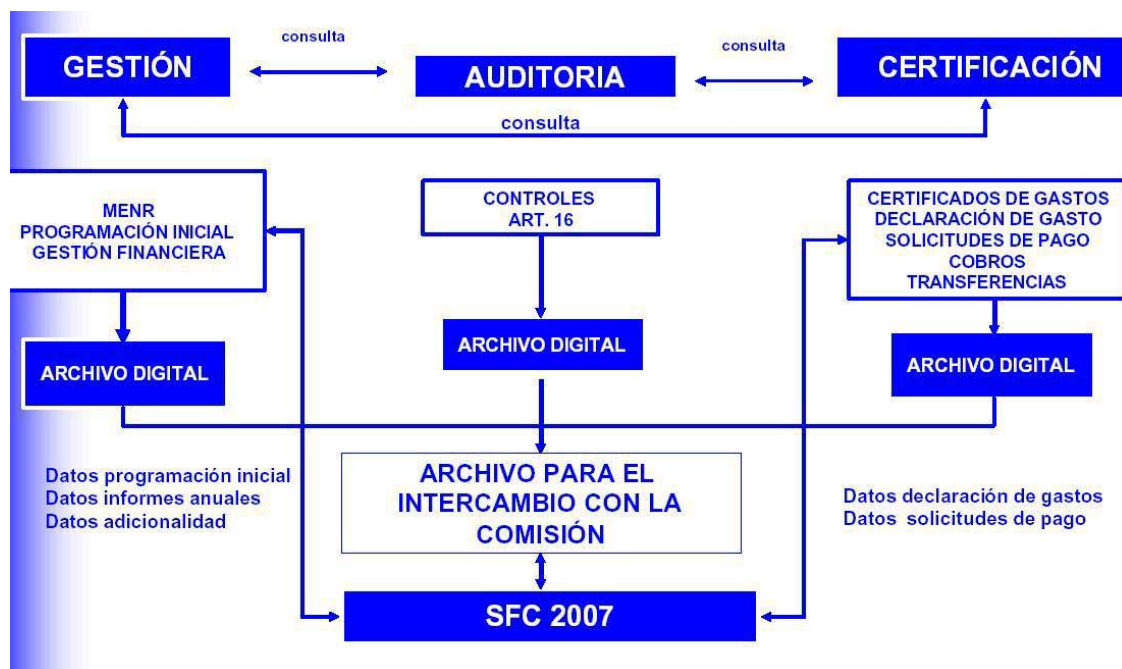 consulta
consulta
GESTIÓN
AUDITORIA
CERTIFICACIÓN
consulta
MENR
PROGRAMACIÓN INICIAL
GESTIÓN FINANCIERA
CONTROLES
ART. 16
CERTIFICADOS DE GASTOS
DECLARACIÓN DE GASTO
SOLICITUDES DE PAGO
COBROS
TRANSFERENCIAS
ARCHIVO DIGITAL
ARCHIVO DIGITAL
ARCHIVO DIGITAL
Datos programación inicial
Datos informes anuales
Datos adicionalidad
ARCHIVO PARA EL
INTERCAMBIO CON LA
COMISIÓN
Datos declaración de gastos
Datos solicitudes de pago
SFC 2007